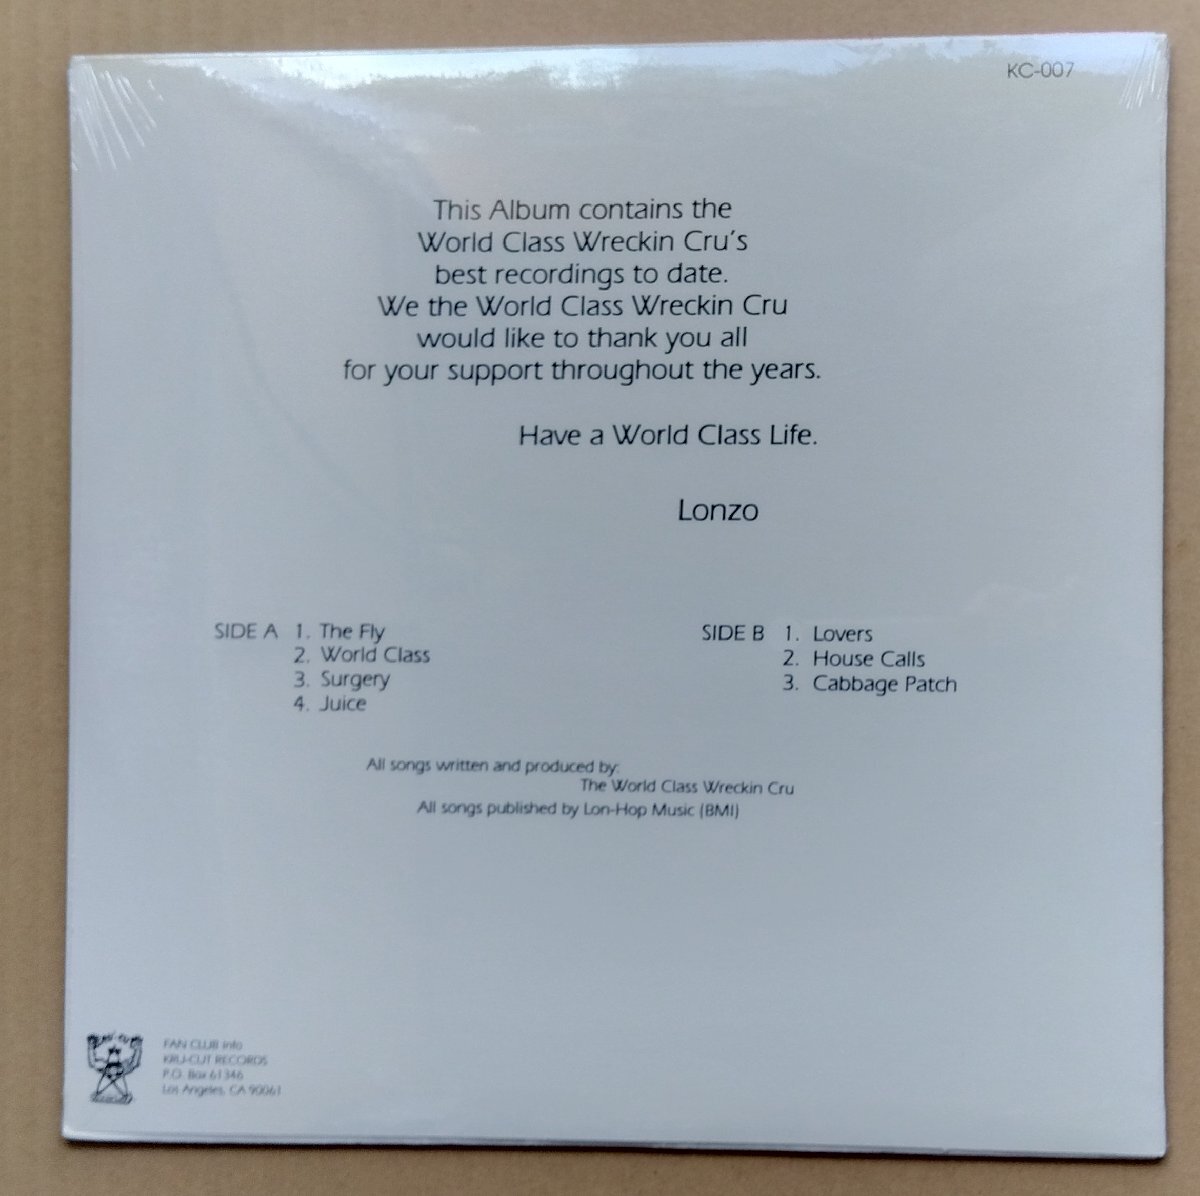 KC-007
This Album contains the
World Class Wreckin Cru's
best recordings to date.
We the World Class Wreckin Cru
would like to thank you all
for your support throughout the years.
Have a World Class Life.
Lonzo
SIDE A 1. The Fly
2. World Class
3. Surgery
4. Juice
SIDE B 1. Lovers
2. House Calls
3. Cabbage Patch
All songs written and produced by:
The World Class Wreckin Cru
All songs published by Lon-Hop Music (BMI)
FAN CLUB info
KRU-CUT RECORDS
P.O. Box 61346
Los Angeles, CA 90061